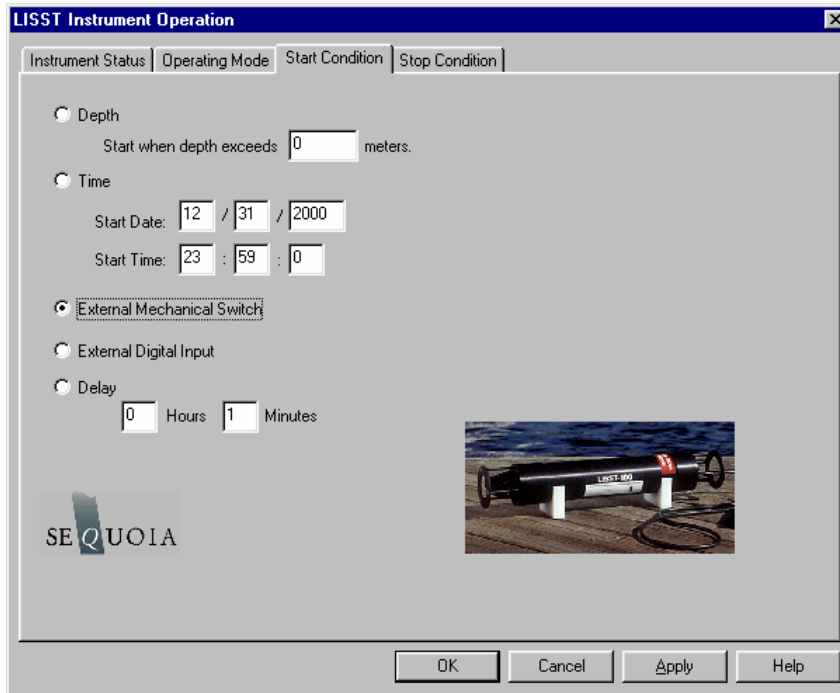 LISST Instrument Operation
Instrument Status Operating Mode Start Condition Stop Condition
Depth
Start when depth exceeds 0 meters.
Time
Start Date: 12 / 31 / 2000
Start Time: 23 : 59 : 0
External Mechanical Switch
External Digital Input
Delay
0 Hours 1 Minutes
LISST-100
SEQUOIA
OK Cancel Apply Help